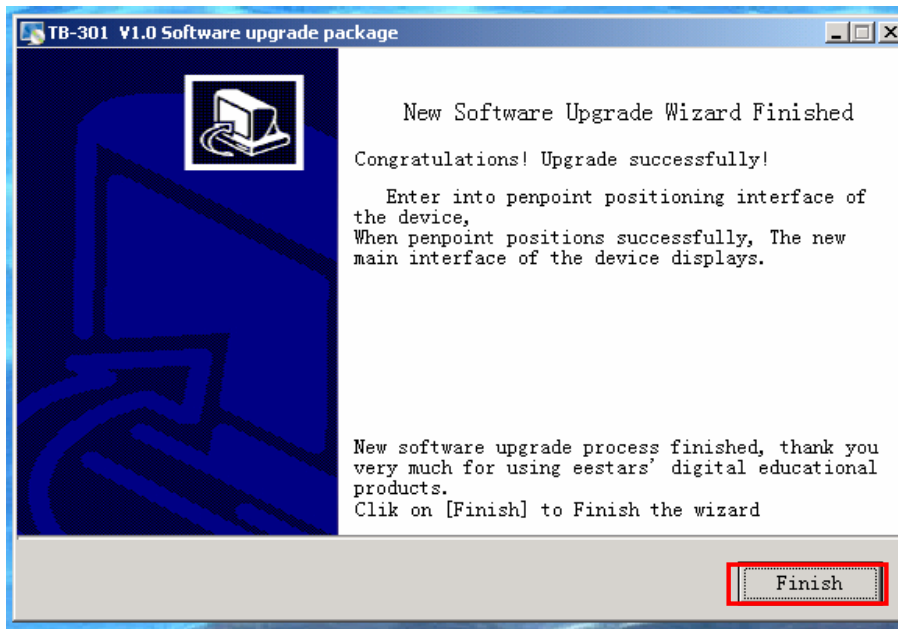 TB-301 V1.0 Software upgrade package
New Software Upgrade Wizard Finished
Congratulations! Upgrade successfully!
Enter into penpoint positioning interface of
the device,
When penpoint positions successfully, The new
main interface of the device displays.
New software upgrade process finished, thank you
very much for using eestars' digital educational
products.
Clik on [Finish] to Finish the wizard
Finish